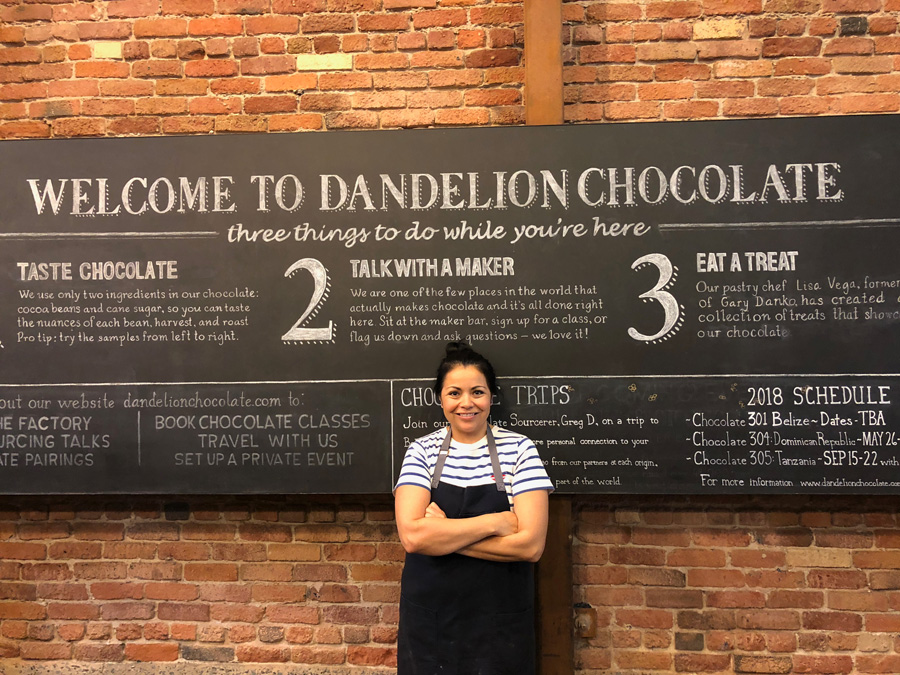 WELCOME TO DANDELION CHOCOLATE
three things to do while you're here
TASTE CHOCOLATE
We use only two ingredients in our chocolate:
cocoa beans and cane sugar, so you can taste
the nuances of each bean, harvest, and roast
Pro tip: try the samples from left to right.
2
TALK WITH A MAKER
We are one of the few places in the world that
actually makes chocolate and it's all done right
here. Sit at the maker bar, sign up for a class, or
flag us down and ask questions – we love it!
3
EAT A TREAT
Our pastry chef Lisa Vega, former
of Gary Danko, has created a
collection of treats that showc
our chocolate.
out our website dandelionchocolate.com to:
HE FACTORY
URCING TALKS
ATE PAIRINGS
BOOK CHOCOLATE CLASSES
TRAVEL WITH US
SET UP A PRIVATE EVENT
CHOC E TRIPS
Join our ate Sourcerer, Greg D., on a trip to
B
ore personal connection to your
o from our partners at each origin.
part of the world
2018 SCHEDULE
-Chocolate 301 Belize ~ Dates - TBA
-Chocolate 304: Dominican Republic - MAY 26-
-Chocolate 305: Tanzania - SEP 15-22 with
For more information www.dandelionchocolate.com